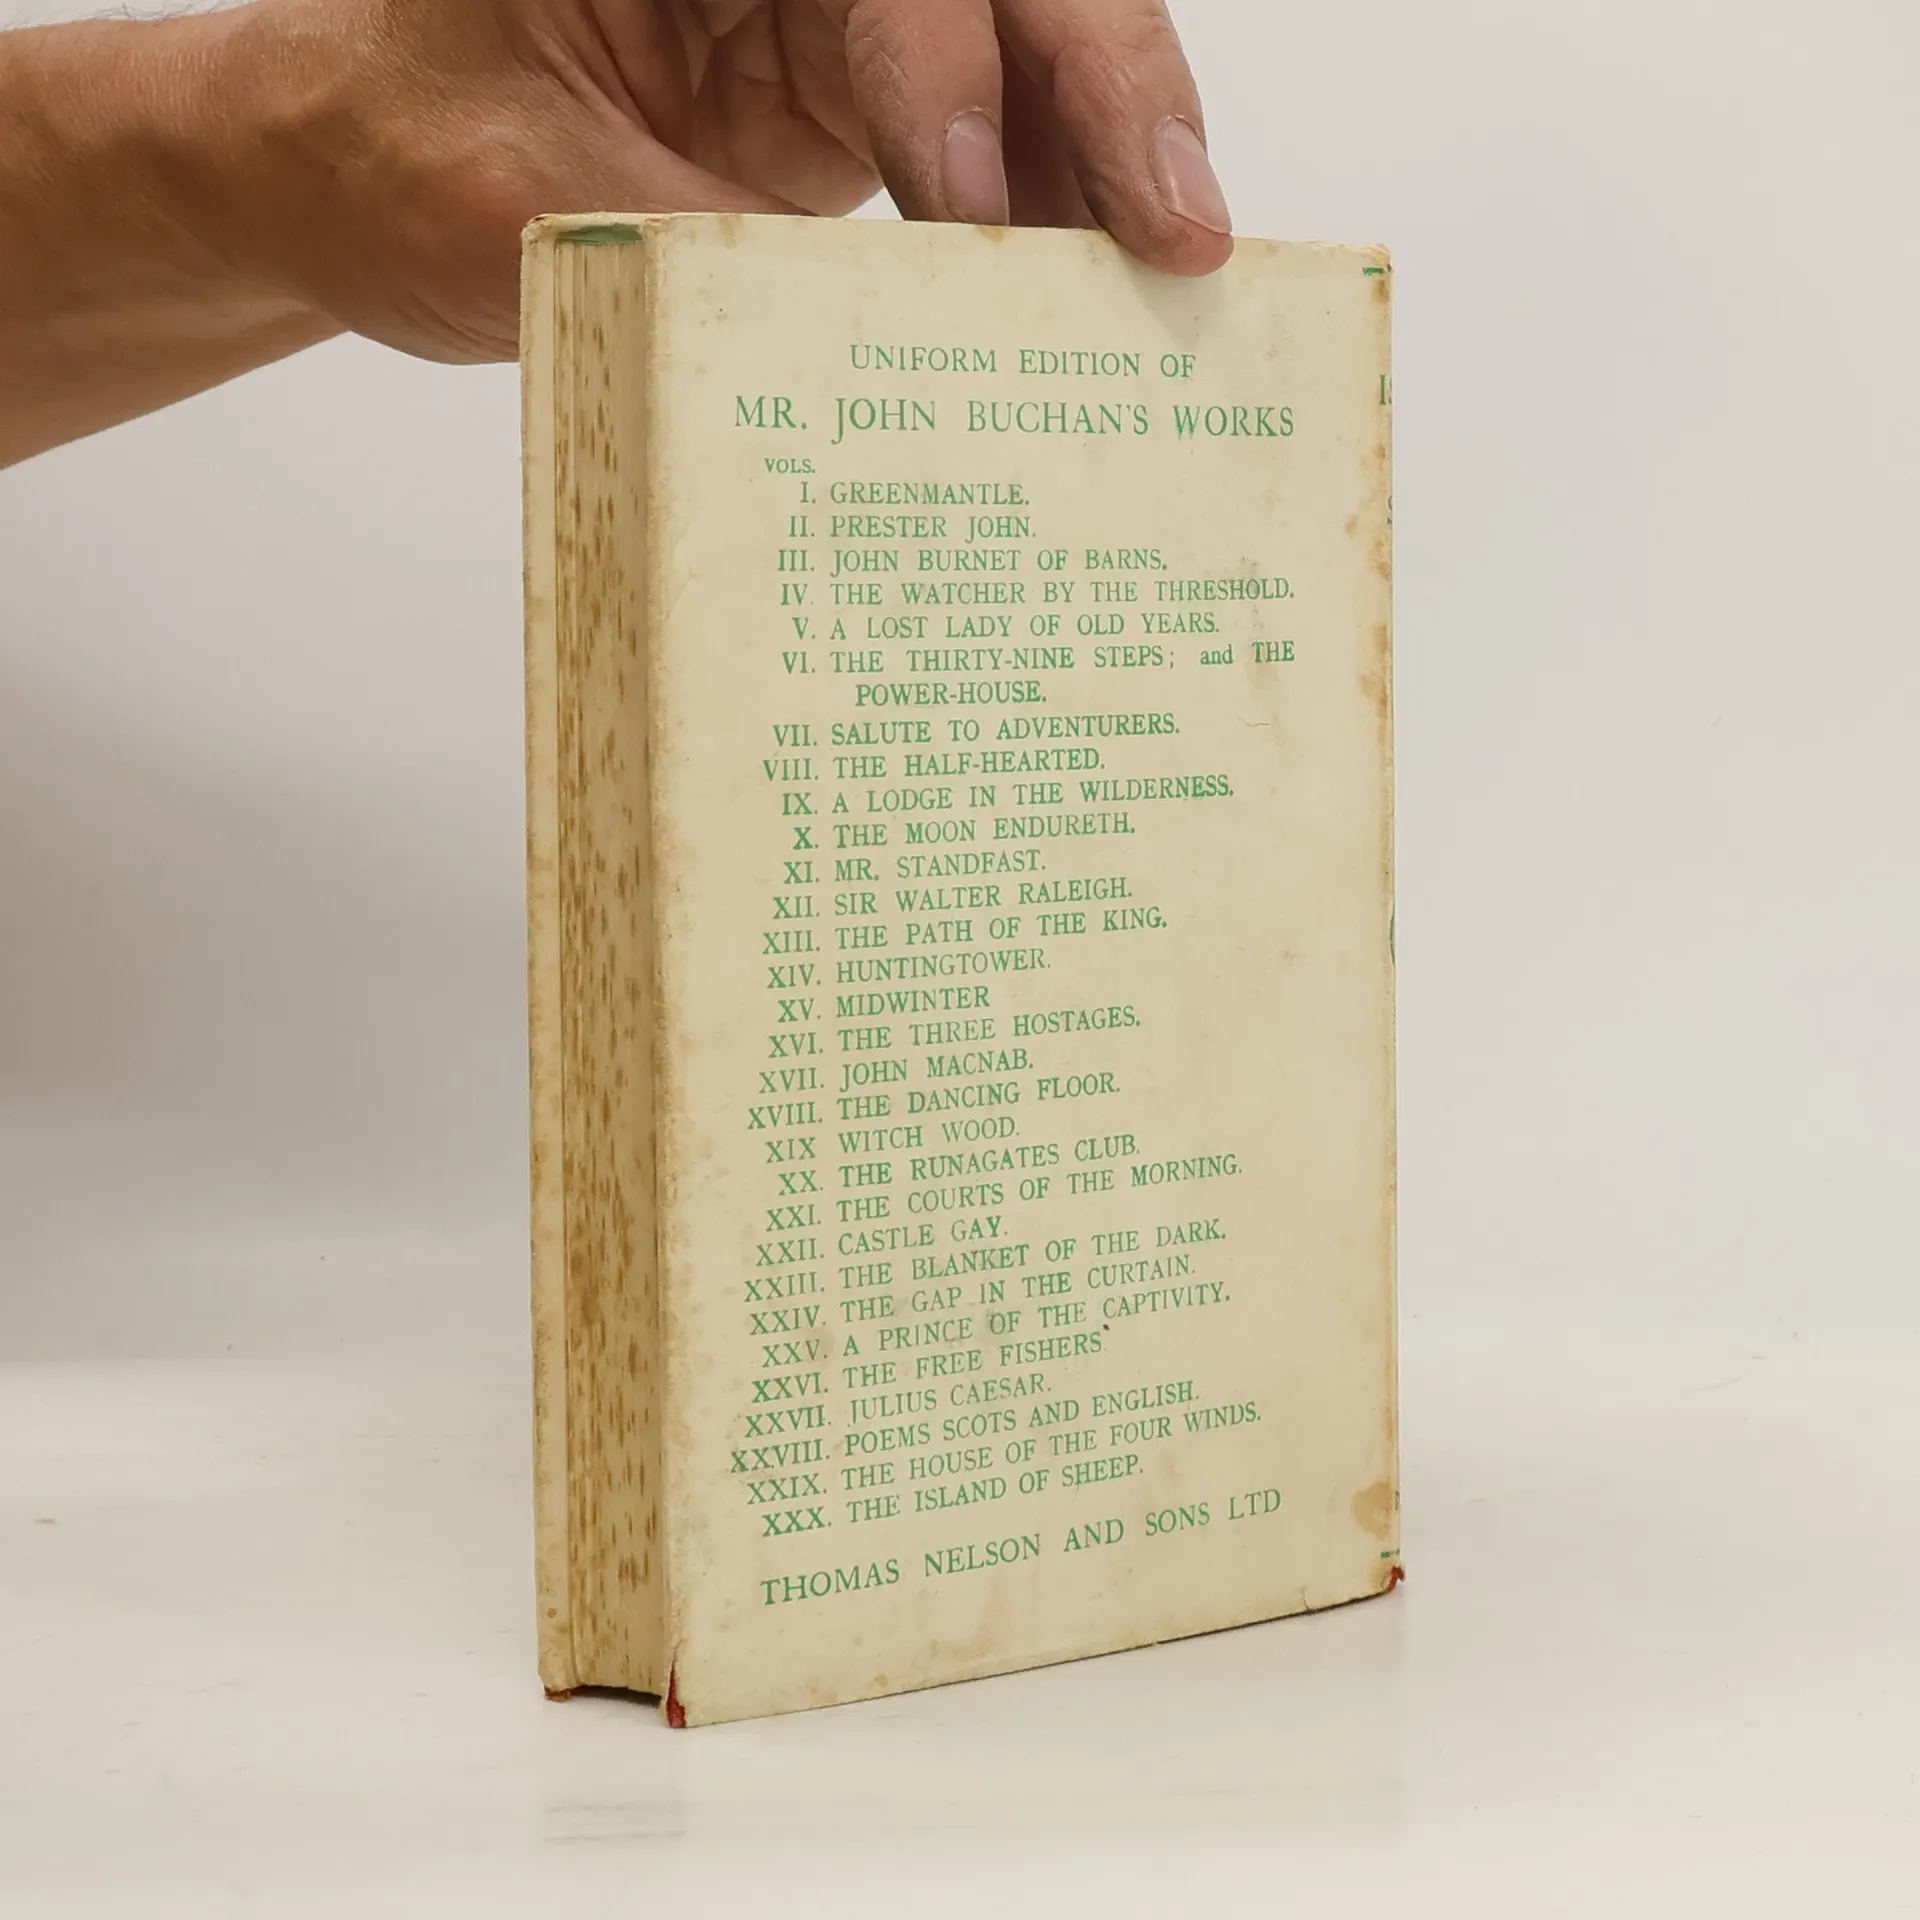 UNIFORM EDITION OF
MR. JOHN BUCHAN'S WORKS
VOLS.
I. GREENMANTLE.
II. PRESTER JOHN.
III. JOHN BURNET OF BARNS.
IV. THE WATCHER BY THE THRESHOLD.
V. A LOST LADY OF OLD YEARS.
VI. THE THIRTY-NINE STEPS; and THE
POWER-HOUSE.
VII. SALUTE TO ADVENTURERS.
VIII. THE HALF-HEARTED.
IX. A LODGE IN THE WILDERNESS.
X. THE MOON ENDURETH.
XI. MR. STANDFAST.
XII. SIR WALTER RALEIGH.
XIII. THE PATH OF THE KING.
XIV. HUNTINGTOWER.
XV. MIDWINTER
XVI. THE THREE HOSTAGES.
XVII. JOHN MACNAB.
XVIII. THE DANCING FLOOR.
XIX WITCH WOOD.
XX. THE RUNAGATES CLUB.
XXI. THE COURTS OF THE MORNING.
XXII. CASTLE GAY.
XXIII. THE BLANKET OF THE DARK.
XXIV. THE GAP IN THE CURTAIN.
XXV. A PRINCE OF THE CAPTIVITY.
XXVI. THE FREE FISHERS.
XXVII. JULIUS CAESAR.
XXVIII. POEMS SCOTS AND ENGLISH.
XXIX. THE HOUSE OF THE FOUR WINDS.
XXX. THE ISLAND OF SHEEP.
THOMAS NELSON AND SONS LTD